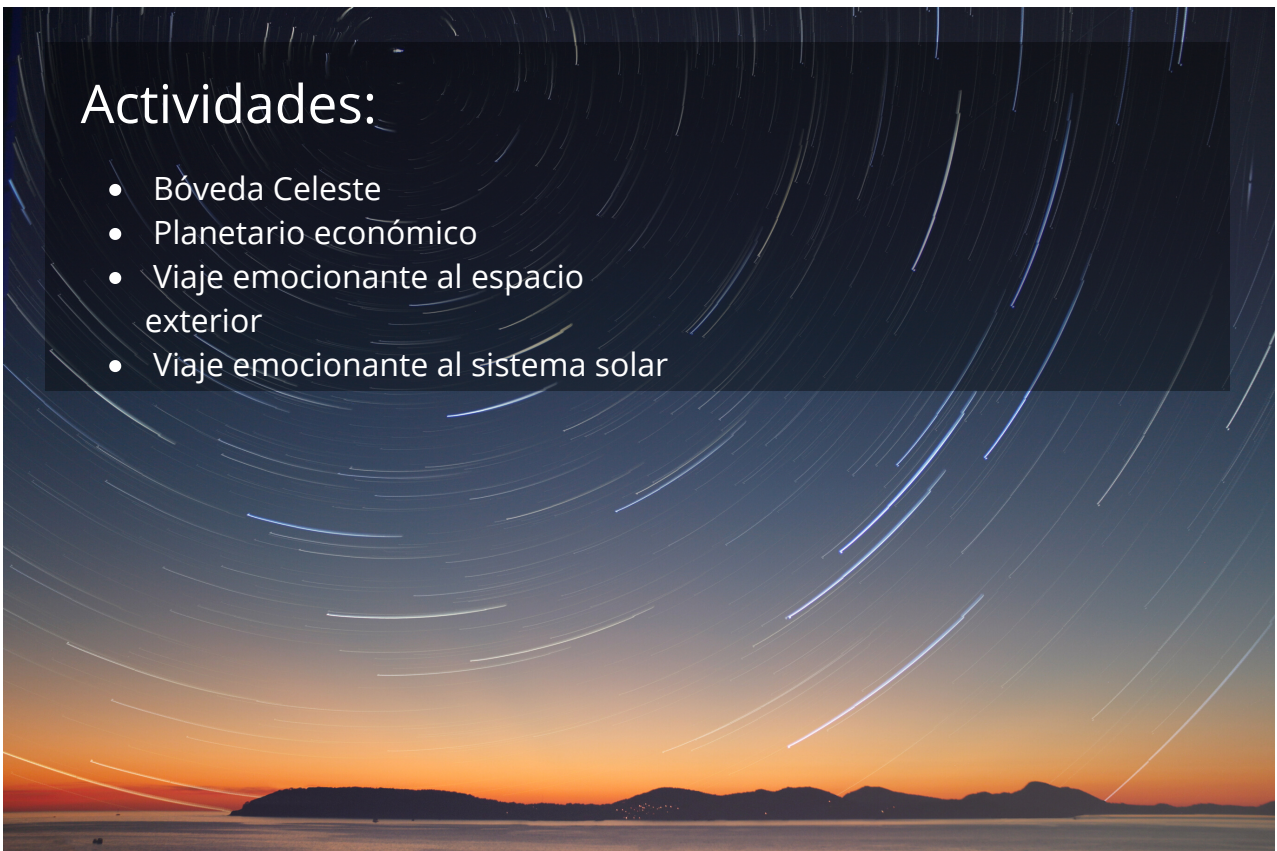 Actividades:
• Bóveda Celeste
• Planetario económico
• Viaje emocionante al espacio
exterior
• Viaje emocionante al sistema solar